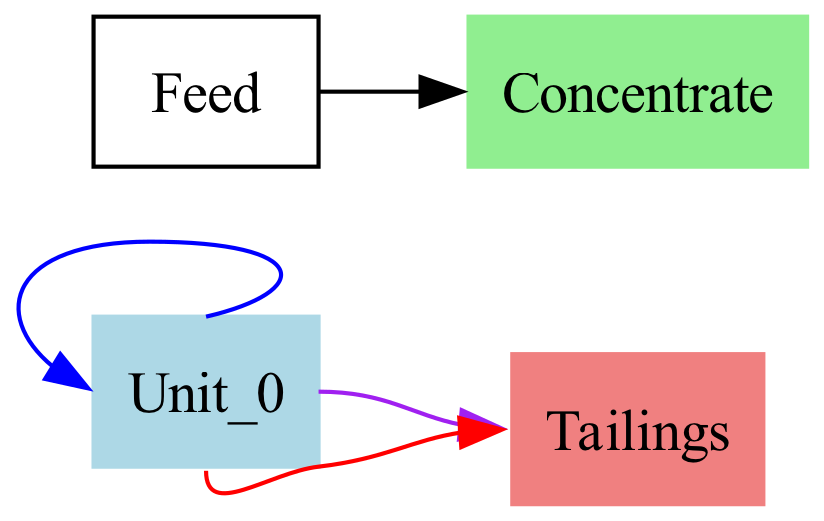 Feed
Concentrate
Unit_0
Tailings